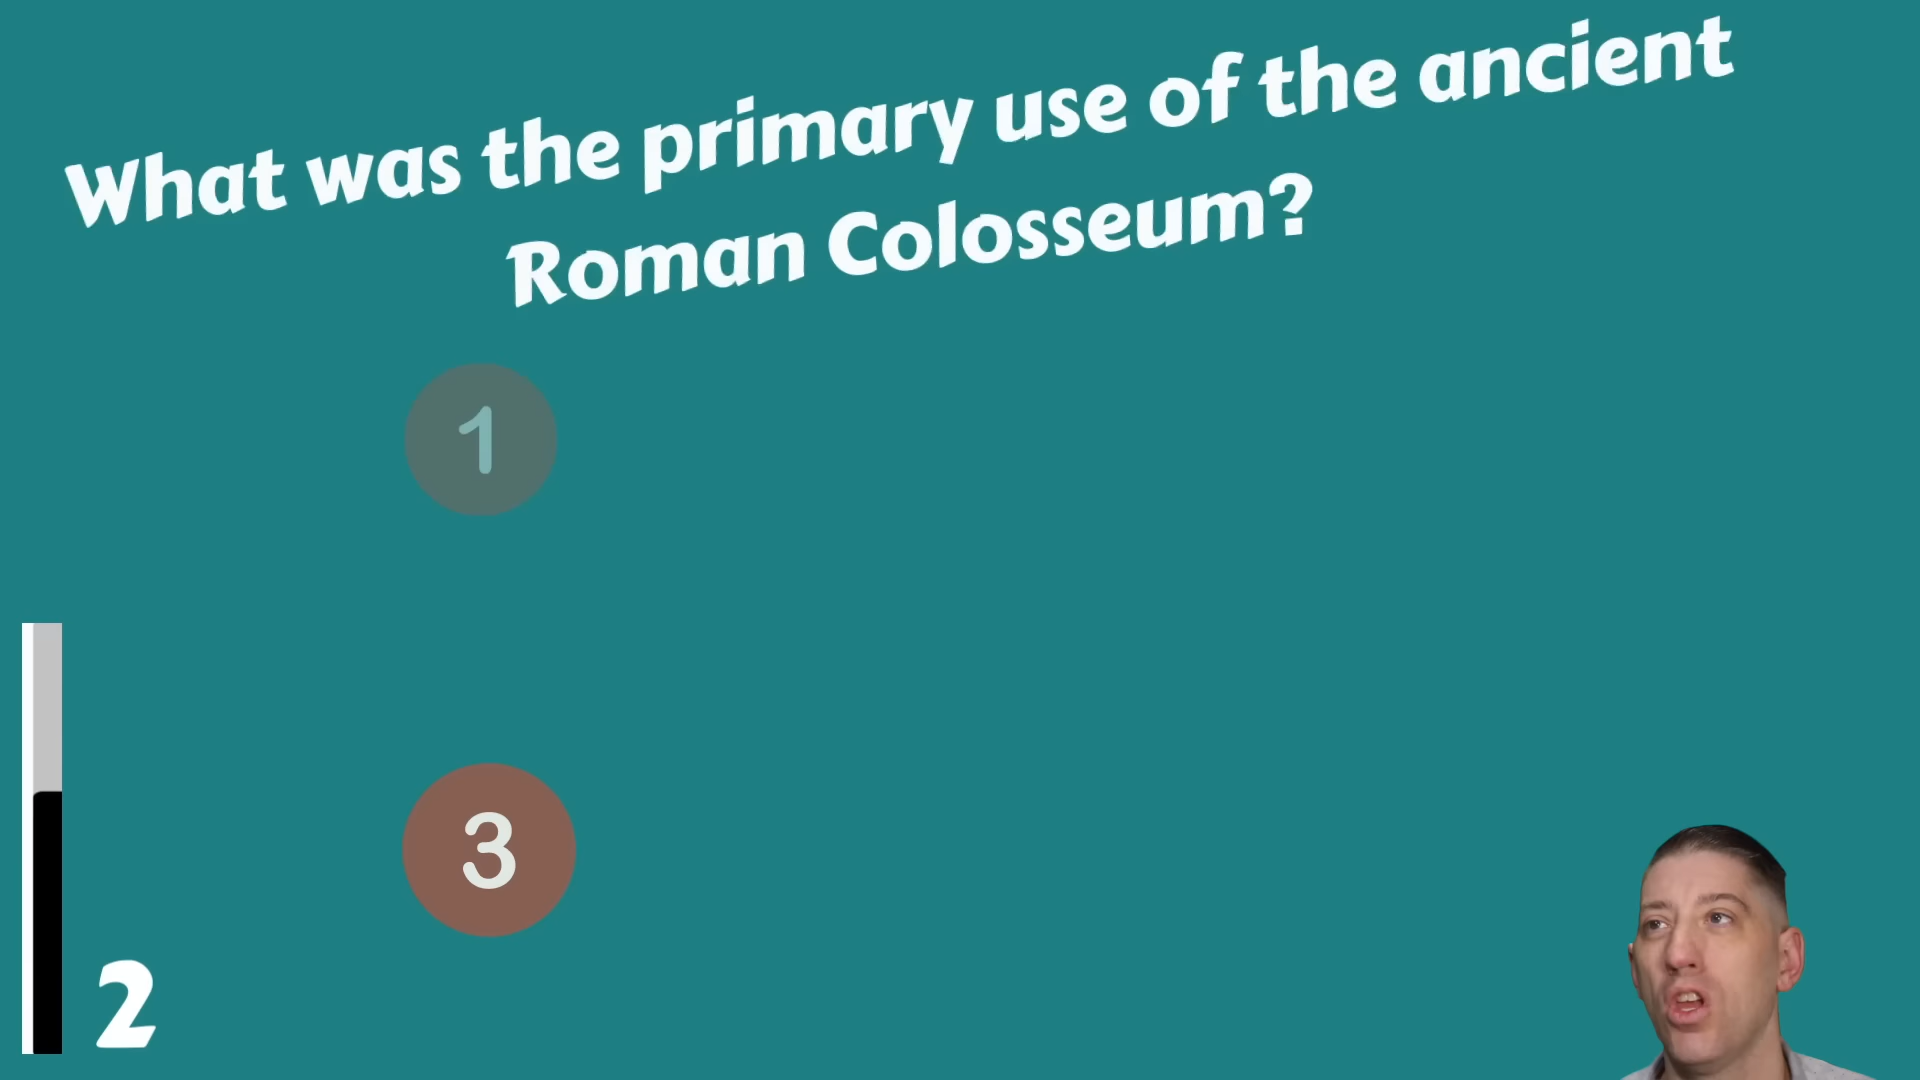 What was the primary use of the ancient
Roman Colosseum?
1
3
2